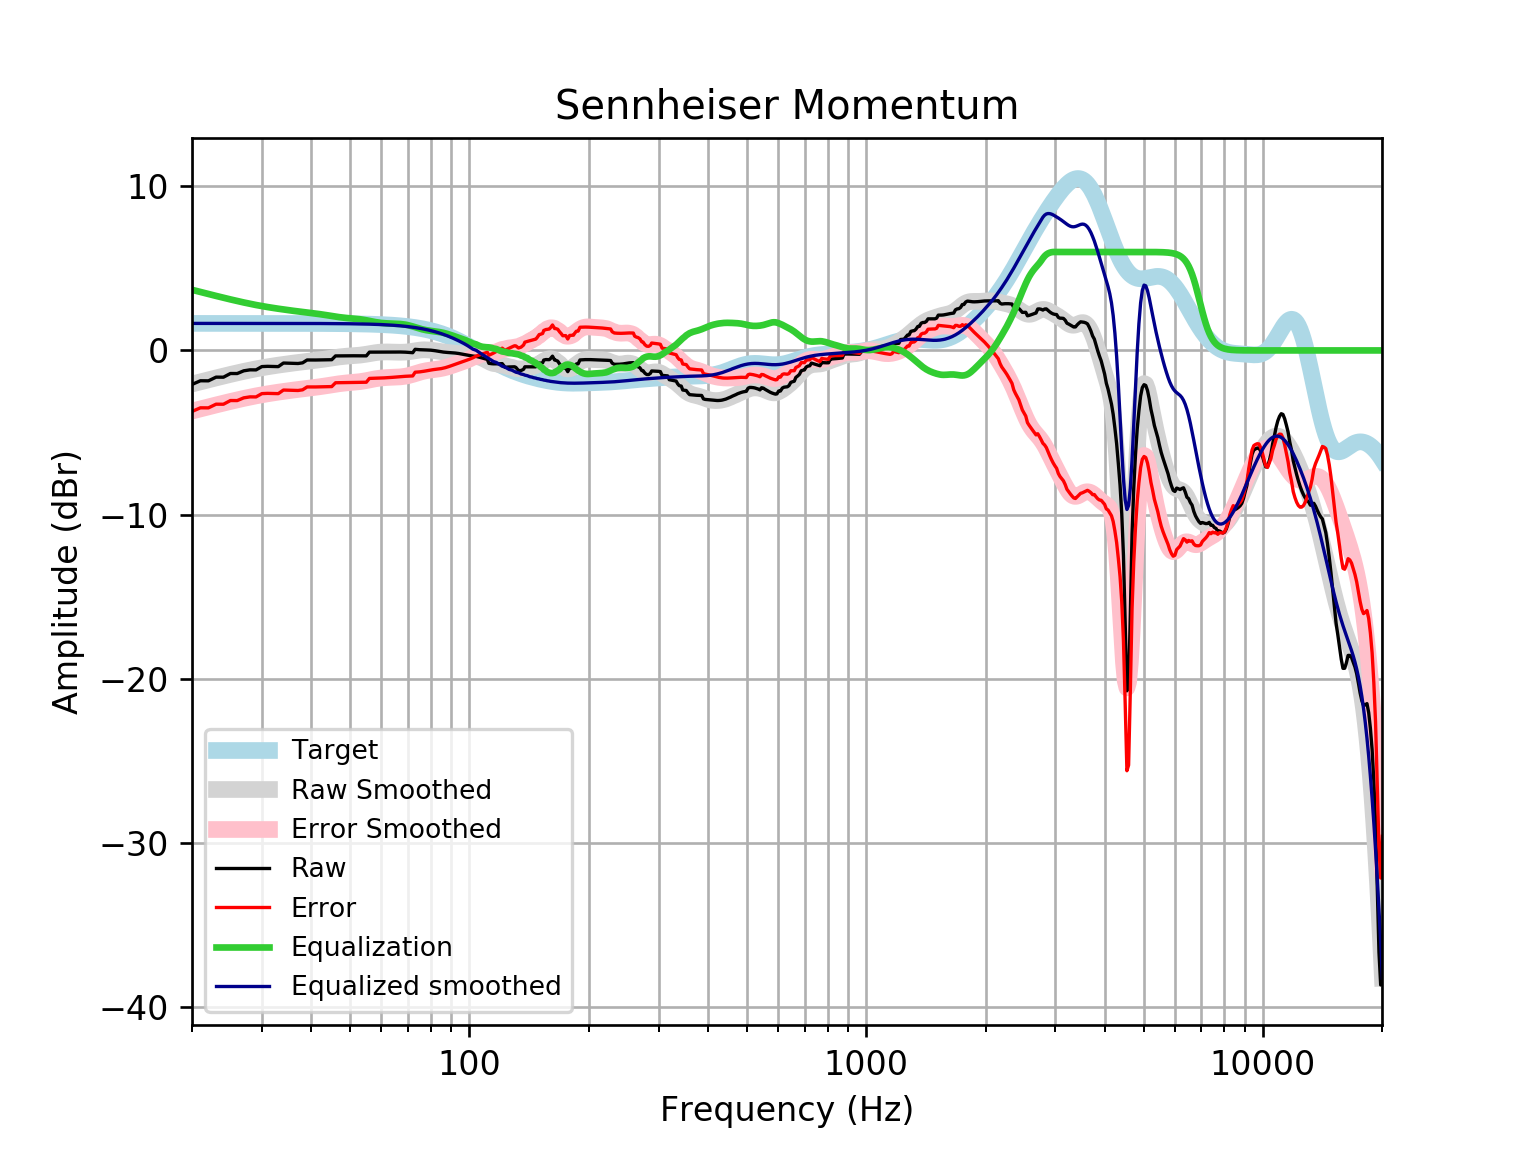 Sennheiser Momentum
10
0
−10
−20
−30
−40
Amplitude (dBr)
Target
Raw Smoothed
Error Smoothed
Raw
Error
Equalization
Equalized smoothed
100
1000
10000
Frequency (Hz)